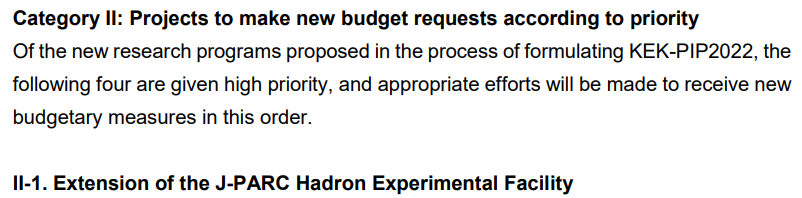 Category II: Projects to make new budget requests according to priority
Of the new research programs proposed in the process of formulating KEK-PIP2022, the
following four are given high priority, and appropriate efforts will be made to receive new
budgetary measures in this order.
II-1. Extension of the J-PARC Hadron Experimental Facility